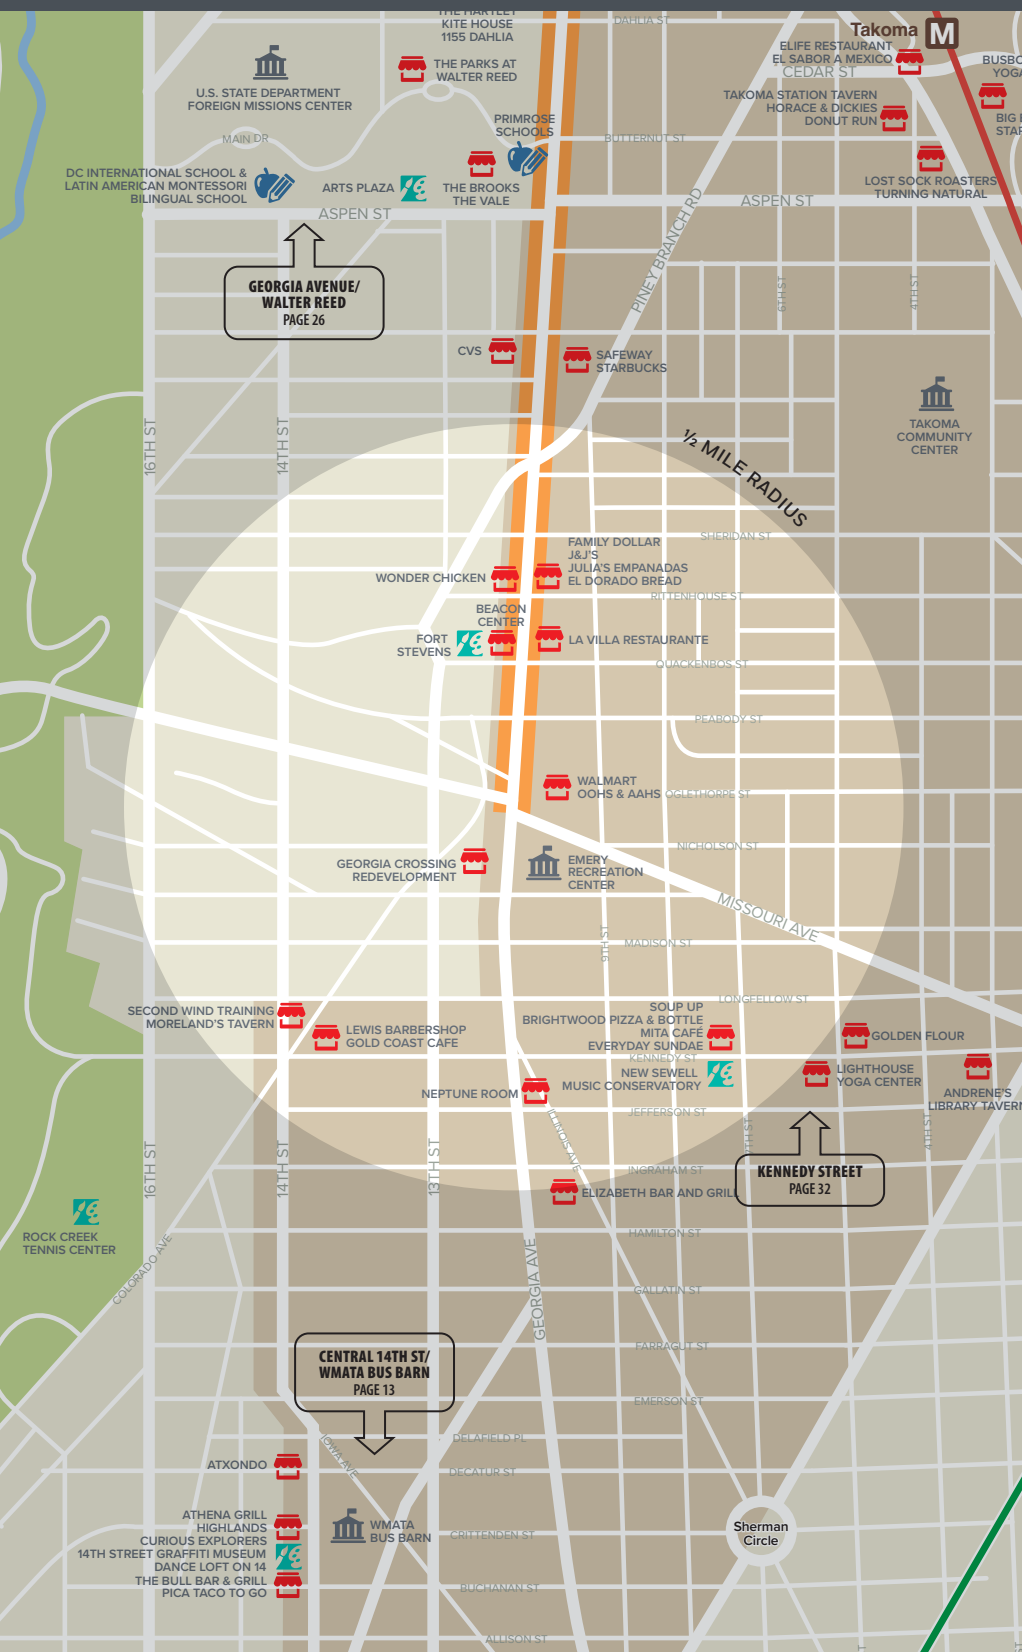 THE HARTLEY
KITE HOUSE
1155 DAHLIA
DAHLIA ST
Takoma M
ELIFE RESTAURANT
EL SABOR A MEXICO
CEDAR ST
THE PARKS AT
WALTER REED
U.S. STATE DEPARTMENT
FOREIGN MISSIONS CENTER
TAKOMA STATION TAVERN
HORACE & DICKIES
DONUT RUN
PRIMROSE
SCHOOLS
MAIN DR
BUTTERNUT ST
DC INTERNATIONAL SCHOOL &
LATIN AMERICAN MONTESSORI
BILINGUAL SCHOOL
ARTS PLAZA
THE BROOKS
THE VALE
LOST SOCK ROASTERS
TURNING NATURAL
BIG
ASPEN ST
ASPEN ST
PINEY BRANCH RD
GEORGIA AVENUE/
WALTER REED
PAGE 26
6TH ST
4TH ST
CVS
SAFEWAY
STARBUCKS
TAKOMA
COMMUNITY
CENTER
16TH ST
14TH ST
½ MILE RADIUS
SHERIDAN ST
FAMILY DOLLAR
J&J'S
JULIA'S EMPANADAS
EL DORADO BREAD
WONDER CHICKEN
RITTENHOUSE ST
BEACON
CENTER
FORT
STEVENS
LA VILLA RESTAURANTE
QUACKENBOS ST
PEABODY ST
WALMART
OOHS & AAHS
OGLETHORPE ST
NICHOLSON ST
GEORGIA CROSSING
REDEVELOPMENT
EMERY
RECREATION
CENTER
MISSOURI AVE
9TH ST
MADISON ST
LONGFELLOW ST
SECOND WIND TRAINING
MORELAND'S TAVERN
LEWIS BARBERSHOP
GOLD COAST CAFE
SOUP UP
BRIGHTWOOD PIZZA & BOTTLE
MITA CAFÉ
EVERYDAY SUNDAE
KENNEDY ST
NEW SEWELL
MUSIC CONSERVATORY
GOLDEN FLOUR
LIGHTHOUSE
YOGA CENTER
ANDRENE'S
LIBRARY TAVERN
NEPTUNE ROOM
JEFFERSON ST
ILLINOIS AVE
7TH ST
4TH ST
16TH ST
14TH ST
13TH ST
INGRAHAM ST
KENNEDY STREET
PAGE 32
ELIZABETH BAR AND GRILL
ROCK CREEK
TENNIS CENTER
COLORADO AVE
HAMILTON ST
GEORGIA AVE
GALLATIN ST
FARRAGUT ST
CENTRAL 14TH ST/
WMATA BUS BARN
PAGE 13
EMERSON ST
IOWA AVE
DELAFIELD PL
ATXONDO
DECATUR ST
ATHENA GRILL
HIGHLANDS
CURIOUS EXPLORERS
14TH STREET GRAFFITI MUSEUM
DANCE LOFT ON 14
THE BULL BAR & GRILL
PICA TACO TO GO
WMATA
BUS BARN
CRITTENDEN ST
Sherman
Circle
BUCHANAN ST
ALLISON ST